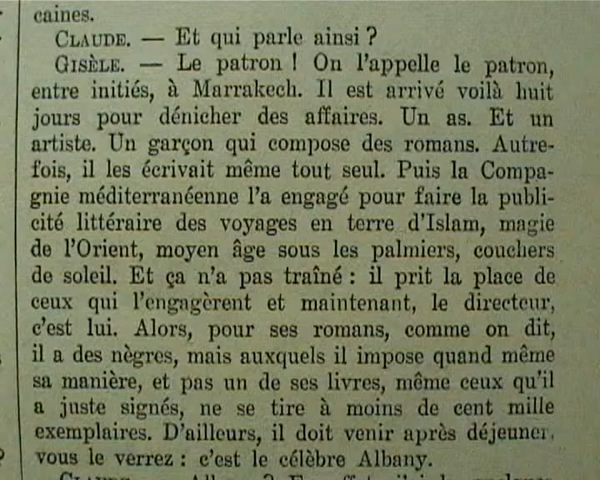 caines.
CLAUDE. — Et qui parle ainsi ?
GISÈLE. — Le patron ! On l'appelle le patron,
entre initiés, à Marrakech. Il est arrivé voilà huit
jours pour dénicher des affaires. Un as. Et un
artiste. Un garçon qui compose des romans. Autre-
fois, il les écrivait même tout seul. Puis la Compa-
gnie méditerranéenne l'a engagé pour faire la publi-
cité littéraire des voyages en terre d'Islam, magie
de l'Orient, moyen âge sous les palmiers, couchers
de soleil. Et ça n'a pas traîné : il prit la place de
ceux qui l'engagèrent et maintenant, le directeur,
c'est lui. Alors, pour ses romans, comme on dit,
il a des nègres, mais auxquels il impose quand même
sa manière, et pas un de ses livres, même ceux qu'il
a juste signés, ne se tire à moins de cent mille
exemplaires. D'ailleurs, il doit venir après déjeuner,
vous le verrez : c'est le célèbre Albany.